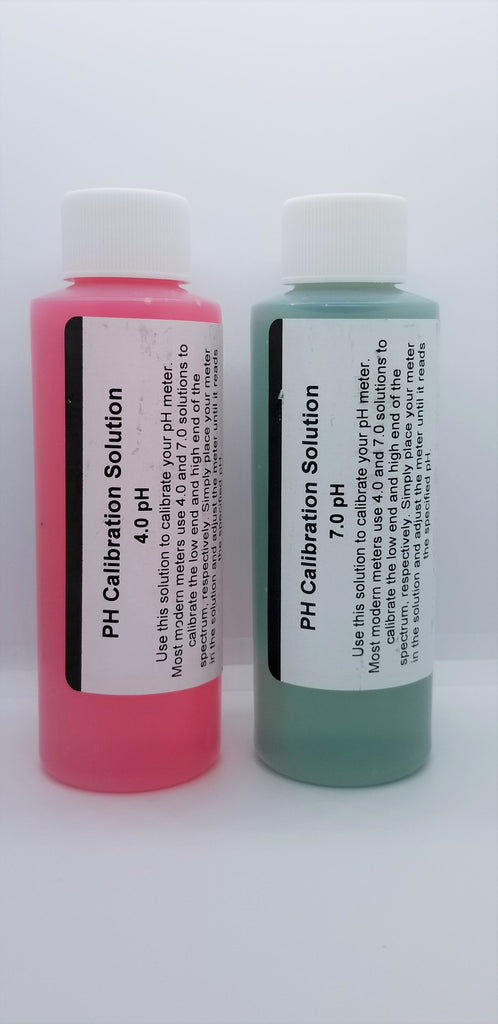 PH Calibration Solution
4.0 pH
Use this solution to calibrate your pH meter.
Most modern meters use 4.0 and 7.0 solutions to
calibrate the low end and high end of the
spectrum, respectively. Simply place your meter
in the solution and adjust the meter until it reads
the specified pH.
PH Calibration Solution
7.0 pH
Use this solution to calibrate your pH meter.
Most modern meters use 4.0 and 7.0 solutions to
calibrate the low end and high end of the
spectrum, respectively. Simply place your meter
in the solution and adjust the meter until it reads
the specified pH.